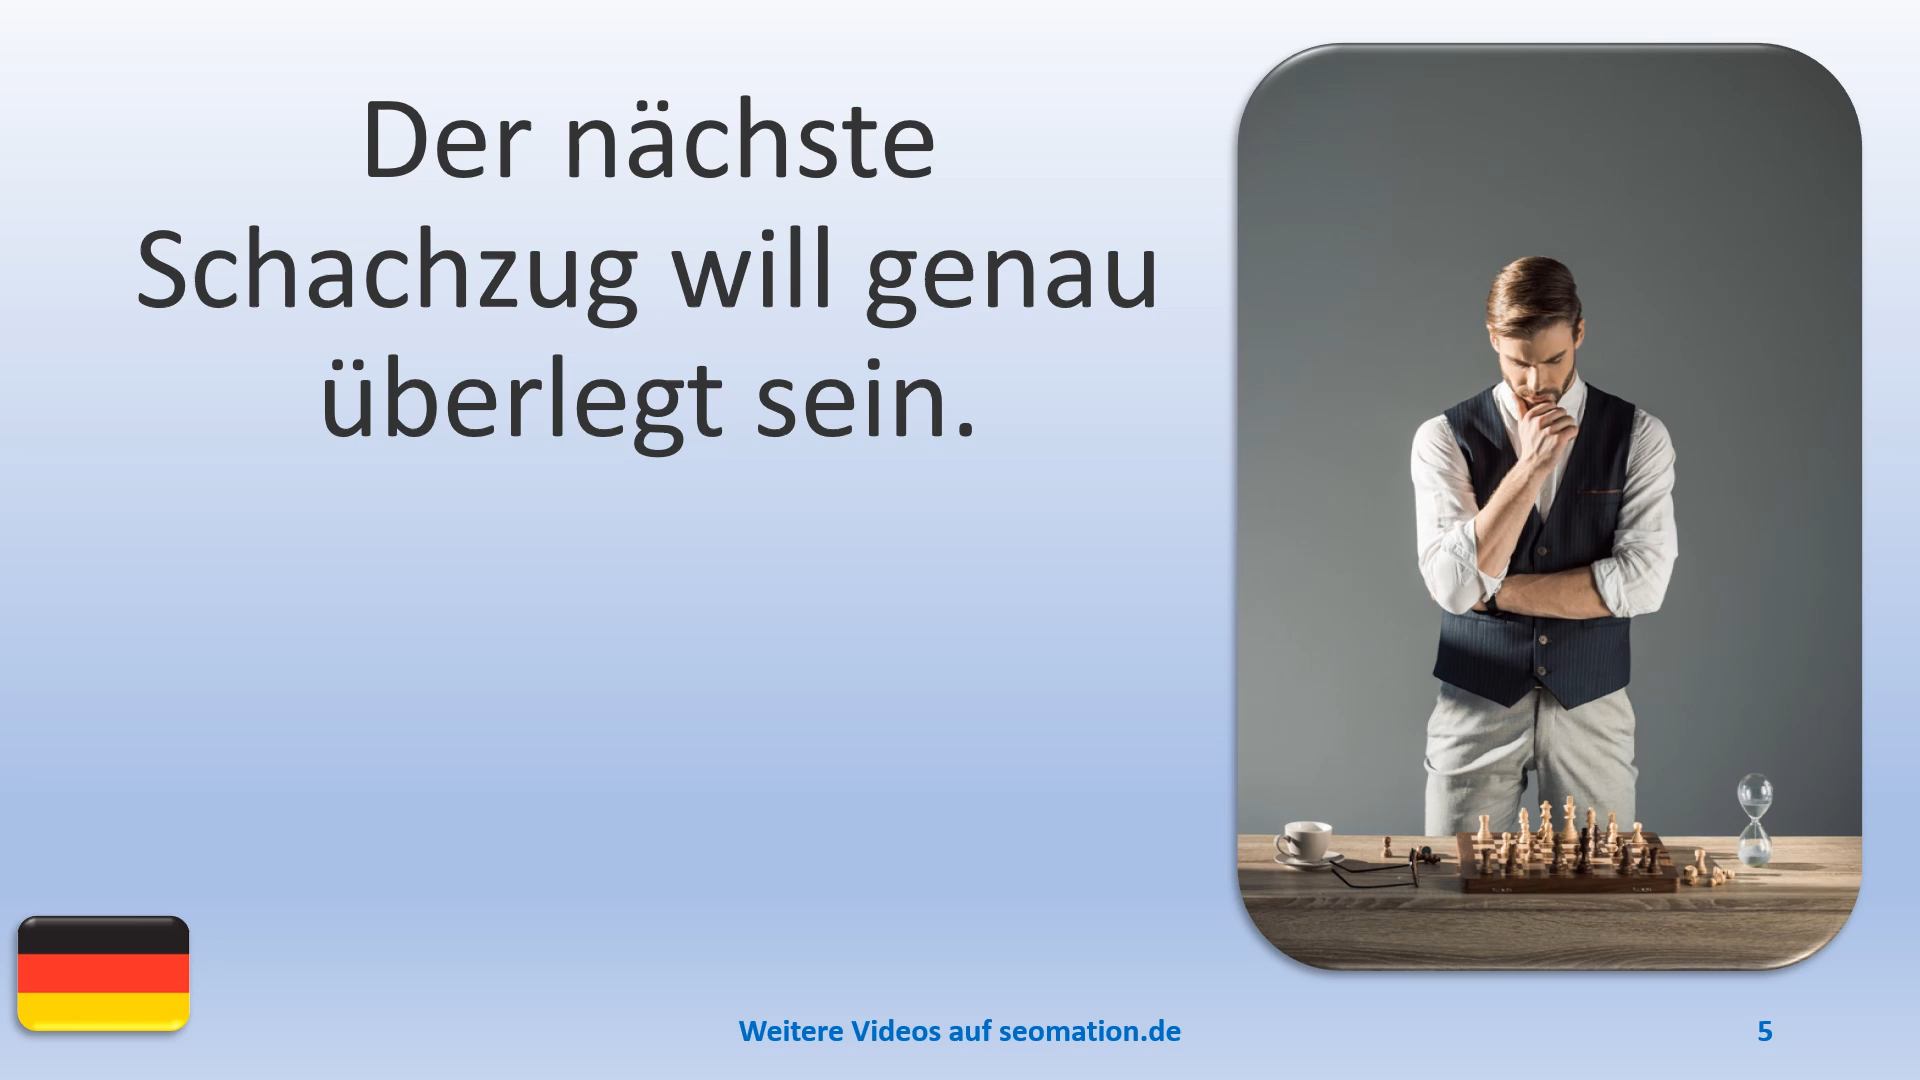 Der nächste
Schachzug will genau
überlegt sein.
Weitere Videos auf seomation.de
5